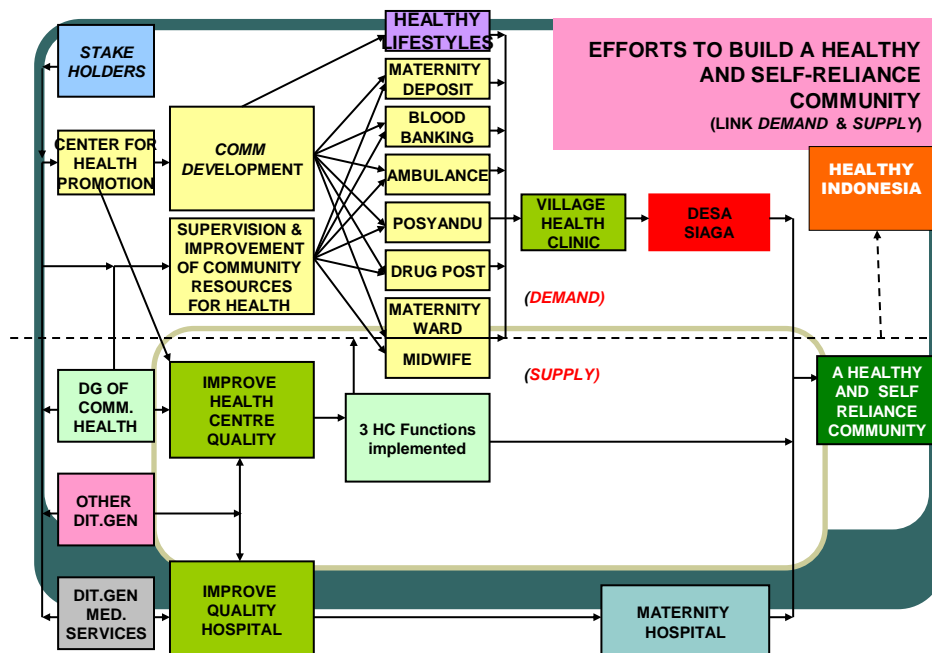 HEALTHY
LIFESTYLES
STAKE
HOLDERS
EFFORTS TO BUILD A HEALTHY
AND SELF-RELIANCE
COMMUNITY
(LINK DEMAND & SUPPLY)
MATERNITY
DEPOSIT
BLOOD
BANKING
CENTER FOR
HEALTH
PROMOTION
COMM
DEVELOPMENT
AMBULANCE
HEALTHY
INDONESIA
POSYANDU
VILLAGE
HEALTH
CLINIC
DESA
SIAGA
SUPERVISION &
IMPROVEMENT
OF COMMUNITY
RESOURCES
FOR HEALTH
DRUG POST
(DEMAND)
MATERNITY
WARD
MIDWIFE
(SUPPLY)
DG OF
COMM.
HEALTH
IMPROVE
HEALTH
CENTRE
QUALITY
3 HC Functions
implemented
A HEALTHY
AND SELF
RELIANCE
COMMUNITY
OTHER
DIT.GEN
DIT.GEN
MED.
SERVICES
IMPROVE
QUALITY
HOSPITAL
MATERNITY
HOSPITAL